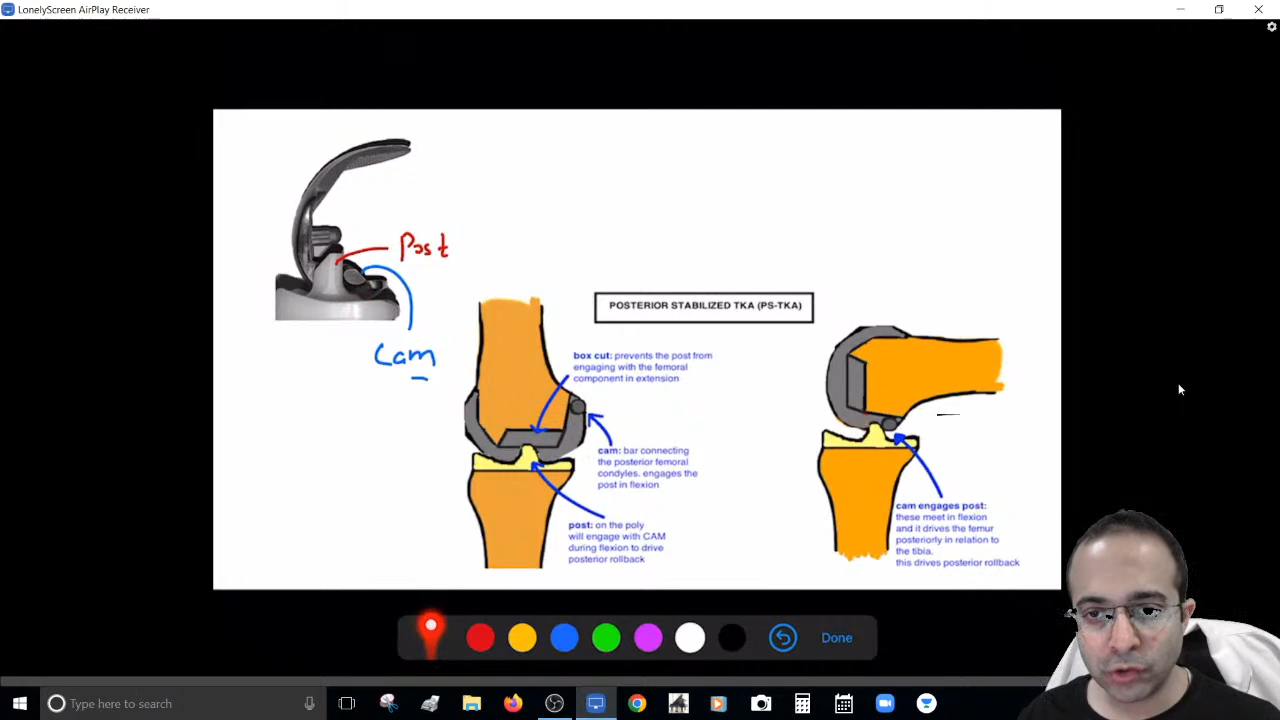 LonelyScreen AirPlay Receiver
Post
Cam
POSTERIOR STABILIZED TKA (PS-TKA)
box cut: prevents the post from
engaging with the femoral
component in extension
cam: bar connecting
the posterior femoral
condyles. engages the
post in flexion
post: on the poly
will engage with CAM
during flexion to drive
posterior rollback
cam engages post:
these meet in flexion
and it drives the femur
posteriorly in relation to
the tibia.
this drives posterior rollback
Done
Type here to search